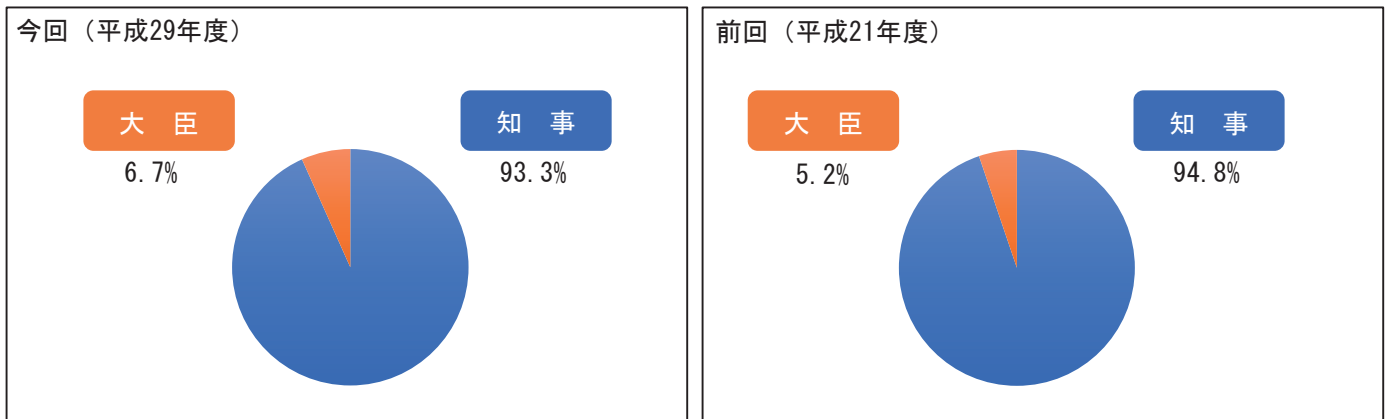 今回（平成29年度）
大　臣
6.7%
知　事
93.3%
前回（平成21年度）
大　臣
5.2%
知　事
94.8%